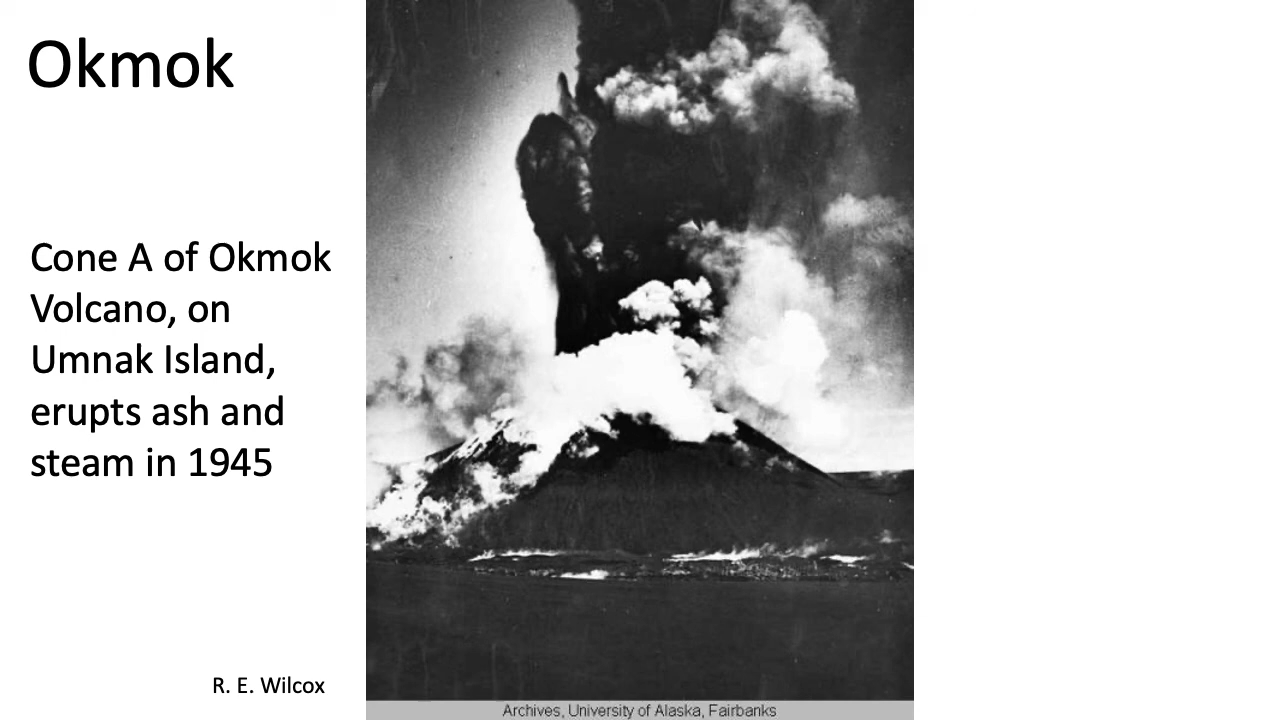 Okmok
Cone A of Okmok
Volcano, on
Umnak Island,
erupts ash and
steam in 1945
R. E. Wilcox
Archives, University of Alaska, Fairbanks